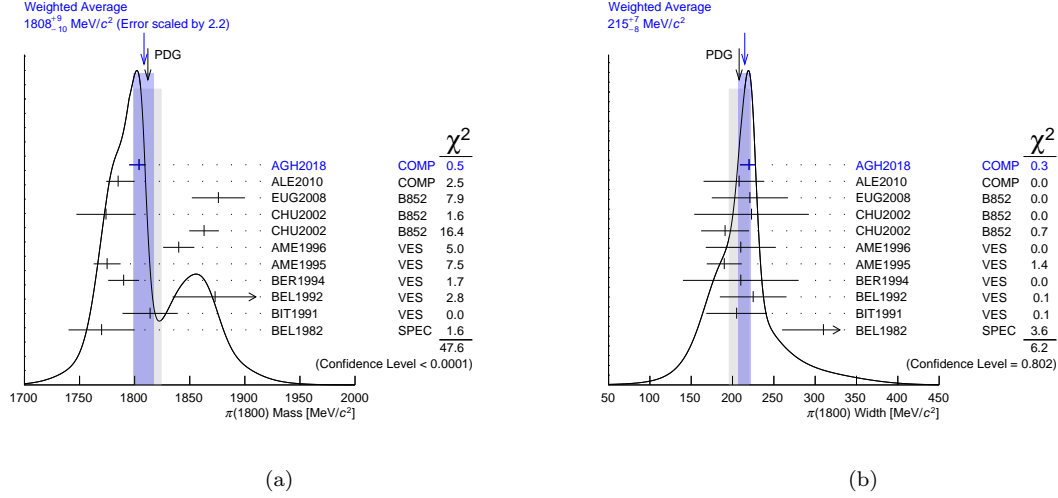 Weighted Average
1808 +9 −10 MeV/c² (Error scaled by 2.2)
PDG
χ²
AGH2018 COMP 0.5
ALE2010 COMP 2.5
EUG2008 B852 7.9
CHU2002 B852 1.6
CHU2002 B852 16.4
AME1996 VES 5.0
AME1995 VES 7.5
BER1994 VES 1.7
BEL1992 VES 2.8
BIT1991 VES 0.0
BEL1982 SPEC 1.6
47.6
(Confidence Level < 0.0001)
1700 1750 1800 1850 1900 1950 2000
π(1800) Mass [MeV/c²]
(a)
Weighted Average
215 +7 −8 MeV/c²
PDG
χ²
AGH2018 COMP 0.3
ALE2010 COMP 0.0
EUG2008 B852 0.0
CHU2002 B852 0.0
CHU2002 B852 0.7
AME1996 VES 0.0
AME1995 VES 1.4
BER1994 VES 0.0
BEL1992 VES 0.1
BIT1991 VES 0.1
BEL1982 SPEC 3.6
6.2
(Confidence Level = 0.802)
50 100 150 200 250 300 350 400 450
π(1800) Width [MeV/c²]
(b)